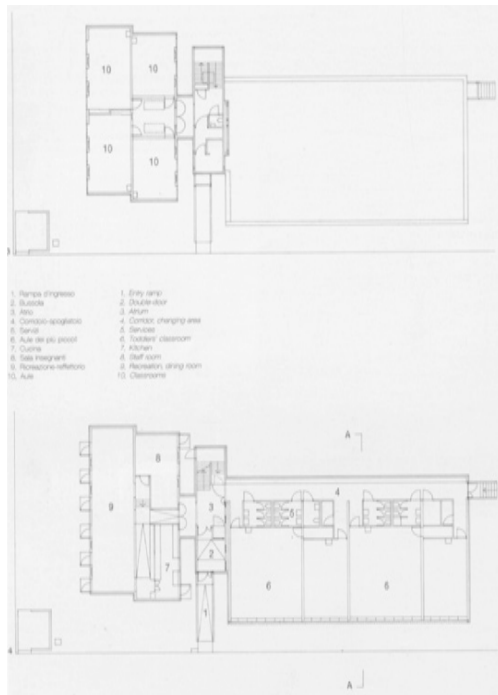 10
10
10
10
3
1. Rampa d'ingresso
2. Bussola
3. Atrio
4. Corridoio-spogliatoio
5. Servizi
6. Aule dei più piccoli
7. Cucina
8. Sala insegnanti
9. Ricreazione-refettorio
10. Aule
1. Entry ramp
2. Double-door
3. Atrium
4. Corridor, changing area
5. Services
6. Toddlers' classroom
7. Kitchen
8. Staff room
9. Recreation, dining room
10. Classrooms
A
8
4
9
3
5
2
7
6
6
1
4
A